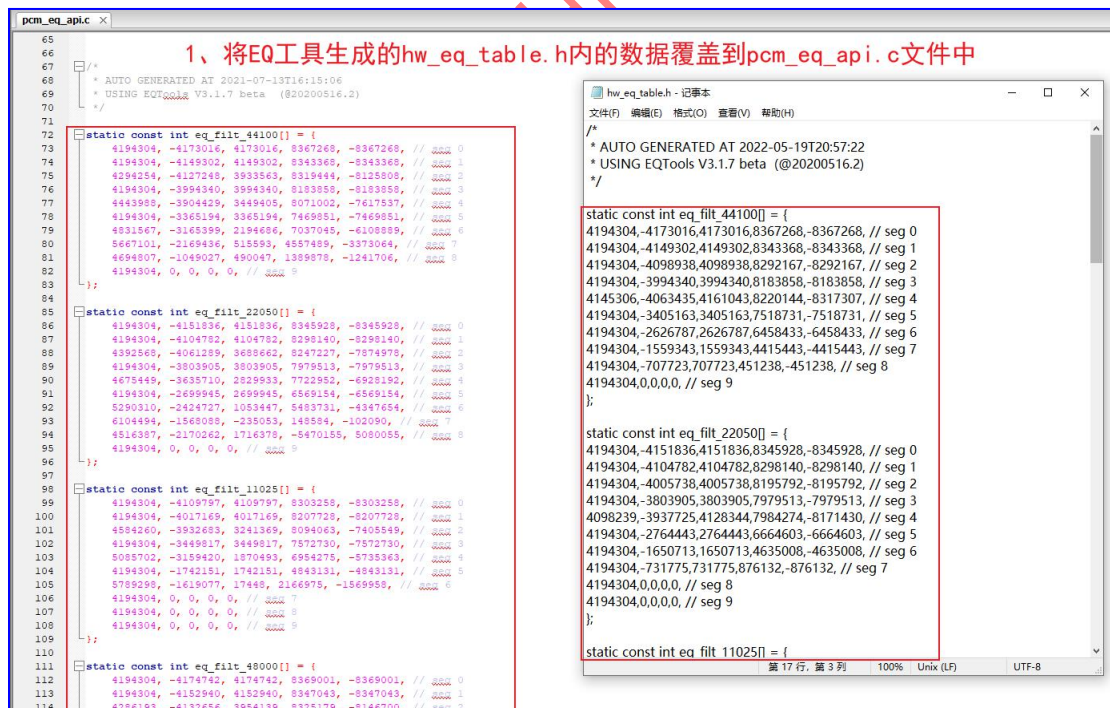 pcm_eq_api.c ×
1、将EQ工具生成的hw_eq_table.h内的数据覆盖到pcm_eq_api.c文件中
65
66
67 /*
68 * AUTO GENERATED AT 2021-07-13T16:15:06
69 * USING EQTools V3.1.7 beta (@20200516.2)
70 */
71
72 static const int eq_filt_44100[] = {
73 4194304, -4173016, 4173016, 8367268, -8367268, // seg 0
74 4194304, -4149302, 4149302, 8343368, -8343368, // seg 1
75 4294254, -4127248, 3933563, 8319444, -8125808, // seg 2
76 4194304, -3994340, 3994340, 8183858, -8183858, // seg 3
77 4443988, -3904429, 3449405, 8071002, -7617537, // seg 4
78 4194304, -3365194, 3365194, 7469851, -7469851, // seg 5
79 4831567, -3165399, 2194686, 7037045, -6108889, // seg 6
80 5667101, -2169436, 515593, 4557489, -3373064, // seg 7
81 4694807, -1049027, 490047, 1389878, -1241706, // seg 8
82 4194304, 0, 0, 0, 0, // seg 9
83 };
84
85 static const int eq_filt_22050[] = {
86 4194304, -4151836, 4151836, 8345928, -8345928, // seg 0
87 4194304, -4104782, 4104782, 8298140, -8298140, // seg 1
88 4392568, -4061289, 3688662, 8247227, -7874978, // seg 2
89 4194304, -3803905, 3803905, 7979513, -7979513, // seg 3
90 4675449, -3635710, 2829933, 7722952, -6928192, // seg 4
91 4194304, -2699945, 2699945, 6569154, -6569154, // seg 5
92 5290310, -2424727, 1053447, 5483731, -4347654, // seg 6
93 6104494, -1568088, -235053, 148584, -102090, // seg 7
94 4516387, -2170262, 1716378, -5470155, 5080055, // seg 8
95 4194304, 0, 0, 0, 0, // seg 9
96 };
97
98 static const int eq_filt_11025[] = {
99 4194304, -4109797, 4109797, 8303258, -8303258, // seg 0
100 4194304, -4017169, 4017169, 8207728, -8207728, // seg 1
101 4584260, -3932683, 3241369, 8094063, -7405549, // seg 2
102 4194304, -3449817, 3449817, 7572730, -7572730, // seg 3
103 5085702, -3159420, 1870493, 6954275, -5735363, // seg 4
104 4194304, -1742151, 1742151, 4843131, -4843131, // seg 5
105 5789298, -1619077, 17448, 2166975, -1569958, // seg 6
106 4194304, 0, 0, 0, 0, // seg 7
107 4194304, 0, 0, 0, 0, // seg 8
108 4194304, 0, 0, 0, 0, // seg 9
109 };
110
111 static const int eq_filt_48000[] = {
112 4194304, -4174742, 4174742, 8369001, -8369001, // seg 0
113 4194304, -4152940, 4152940, 8347043, -8347043, // seg 1
114 4286193, -4132656, 3954139, 8325179, -8146700, // seg 2
hw_eq_table.h - 记事本
文件(F) 编辑(E) 格式(O) 查看(V) 帮助(H)
/*
* AUTO GENERATED AT 2022-05-19T20:57:22
* USING EQTools V3.1.7 beta (@20200516.2)
*/
static const int eq_filt_44100[] = {
4194304,-4173016,4173016,8367268,-8367268, // seg 0
4194304,-4149302,4149302,8343368,-8343368, // seg 1
4194304,-4098938,4098938,8292167,-8292167, // seg 2
4194304,-3994340,3994340,8183858,-8183858, // seg 3
4145306,-4063435,4161043,8220144,-8317307, // seg 4
4194304,-3405163,3405163,7518731,-7518731, // seg 5
4194304,-2626787,2626787,6458433,-6458433, // seg 6
4194304,-1559343,1559343,4415443,-4415443, // seg 7
4194304,-707723,707723,451238,-451238, // seg 8
4194304,0,0,0,0, // seg 9
};
static const int eq_filt_22050[] = {
4194304,-4151836,4151836,8345928,-8345928, // seg 0
4194304,-4104782,4104782,8298140,-8298140, // seg 1
4194304,-4005738,4005738,8195792,-8195792, // seg 2
4194304,-3803905,3803905,7979513,-7979513, // seg 3
4098239,-3937725,4128344,7984274,-8171430, // seg 4
4194304,-2764443,2764443,6664603,-6664603, // seg 5
4194304,-1650713,1650713,4635008,-4635008, // seg 6
4194304,-731775,731775,876132,-876132, // seg 7
4194304,0,0,0,0, // seg 8
4194304,0,0,0,0, // seg 9
};
static const int eq_filt_11025[] = {
第 17 行, 第 3 列 100% Unix (LF) UTF-8